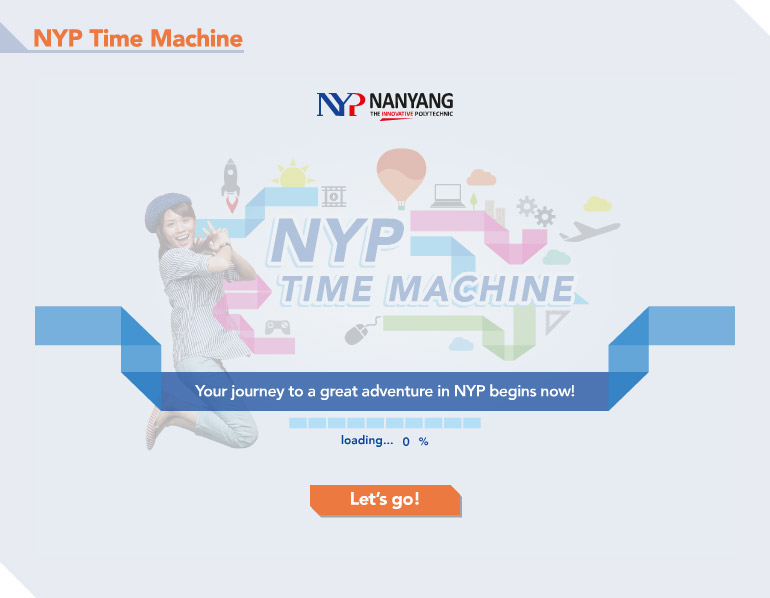 NYP Time Machine
NYP NANYANG
THE INNOVATIVE POLYTECHNIC
NYP
TIME MACHINE
Your journey to a great adventure in NYP begins now!
loading... 0 %
Let's go!